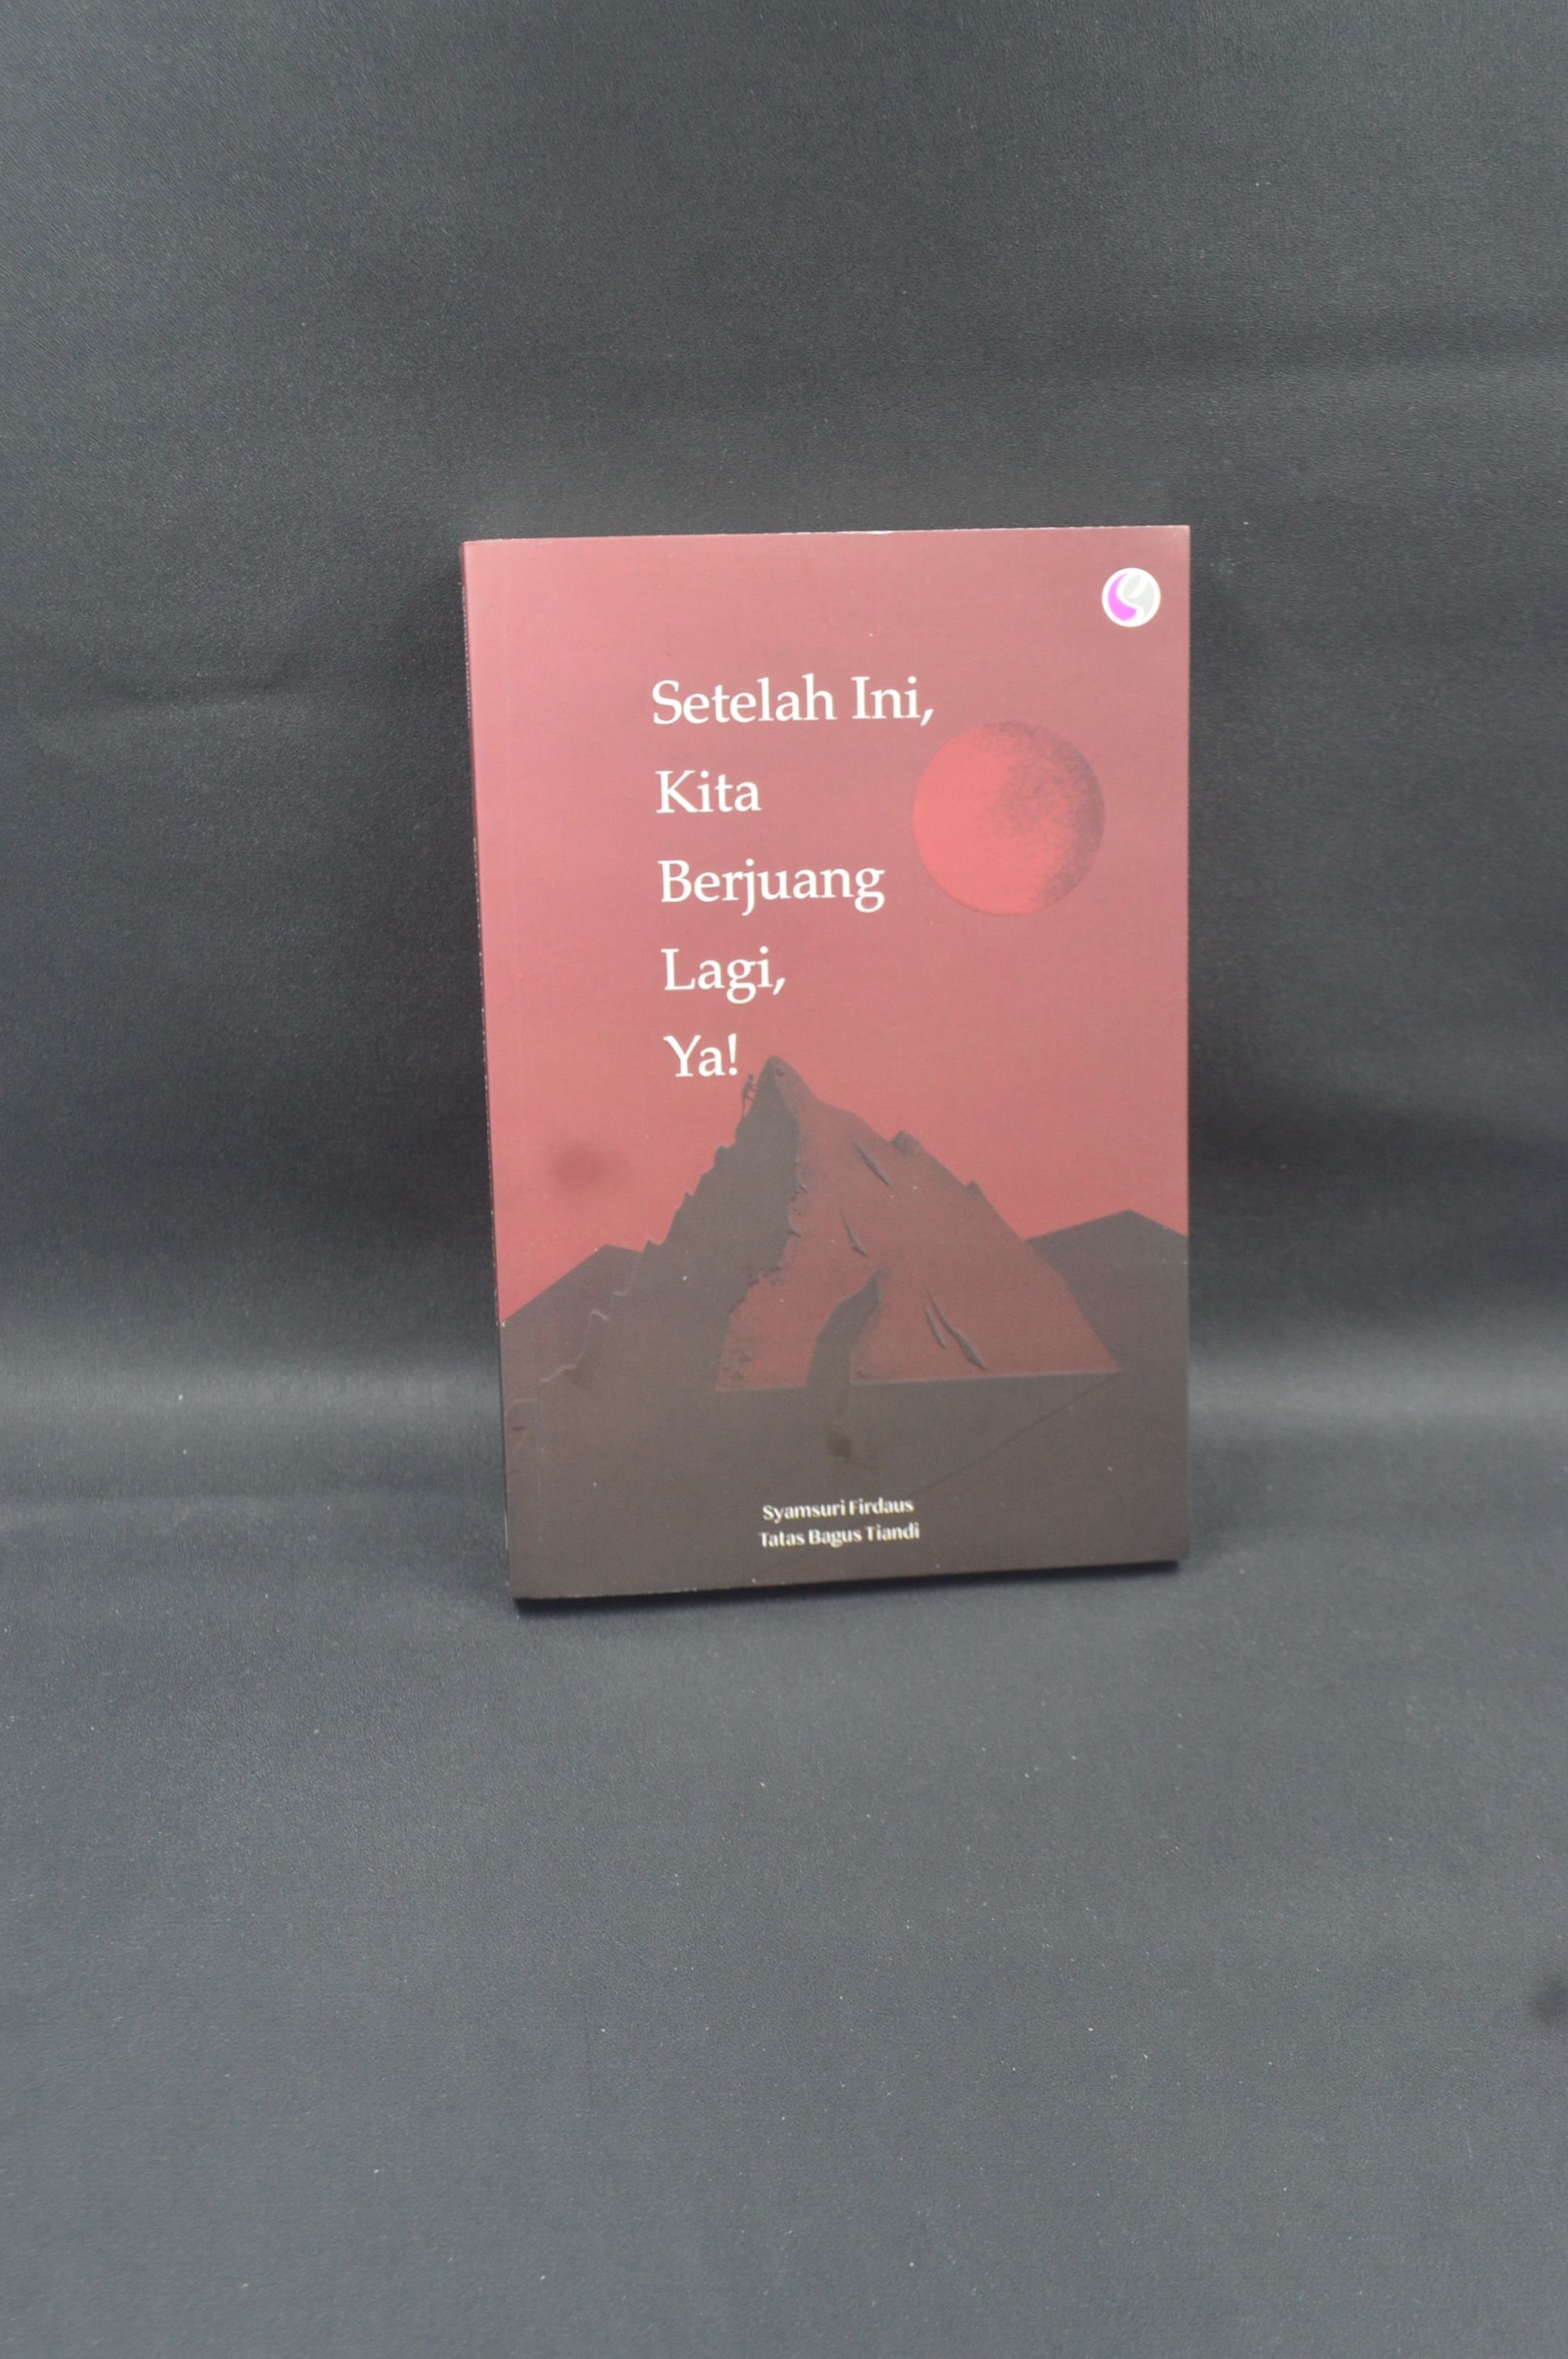 Setelah Ini,
Kita
Berjuang
Lagi,
Ya!
Syamsuri Firdaus
Tatas Bagus Tiandi